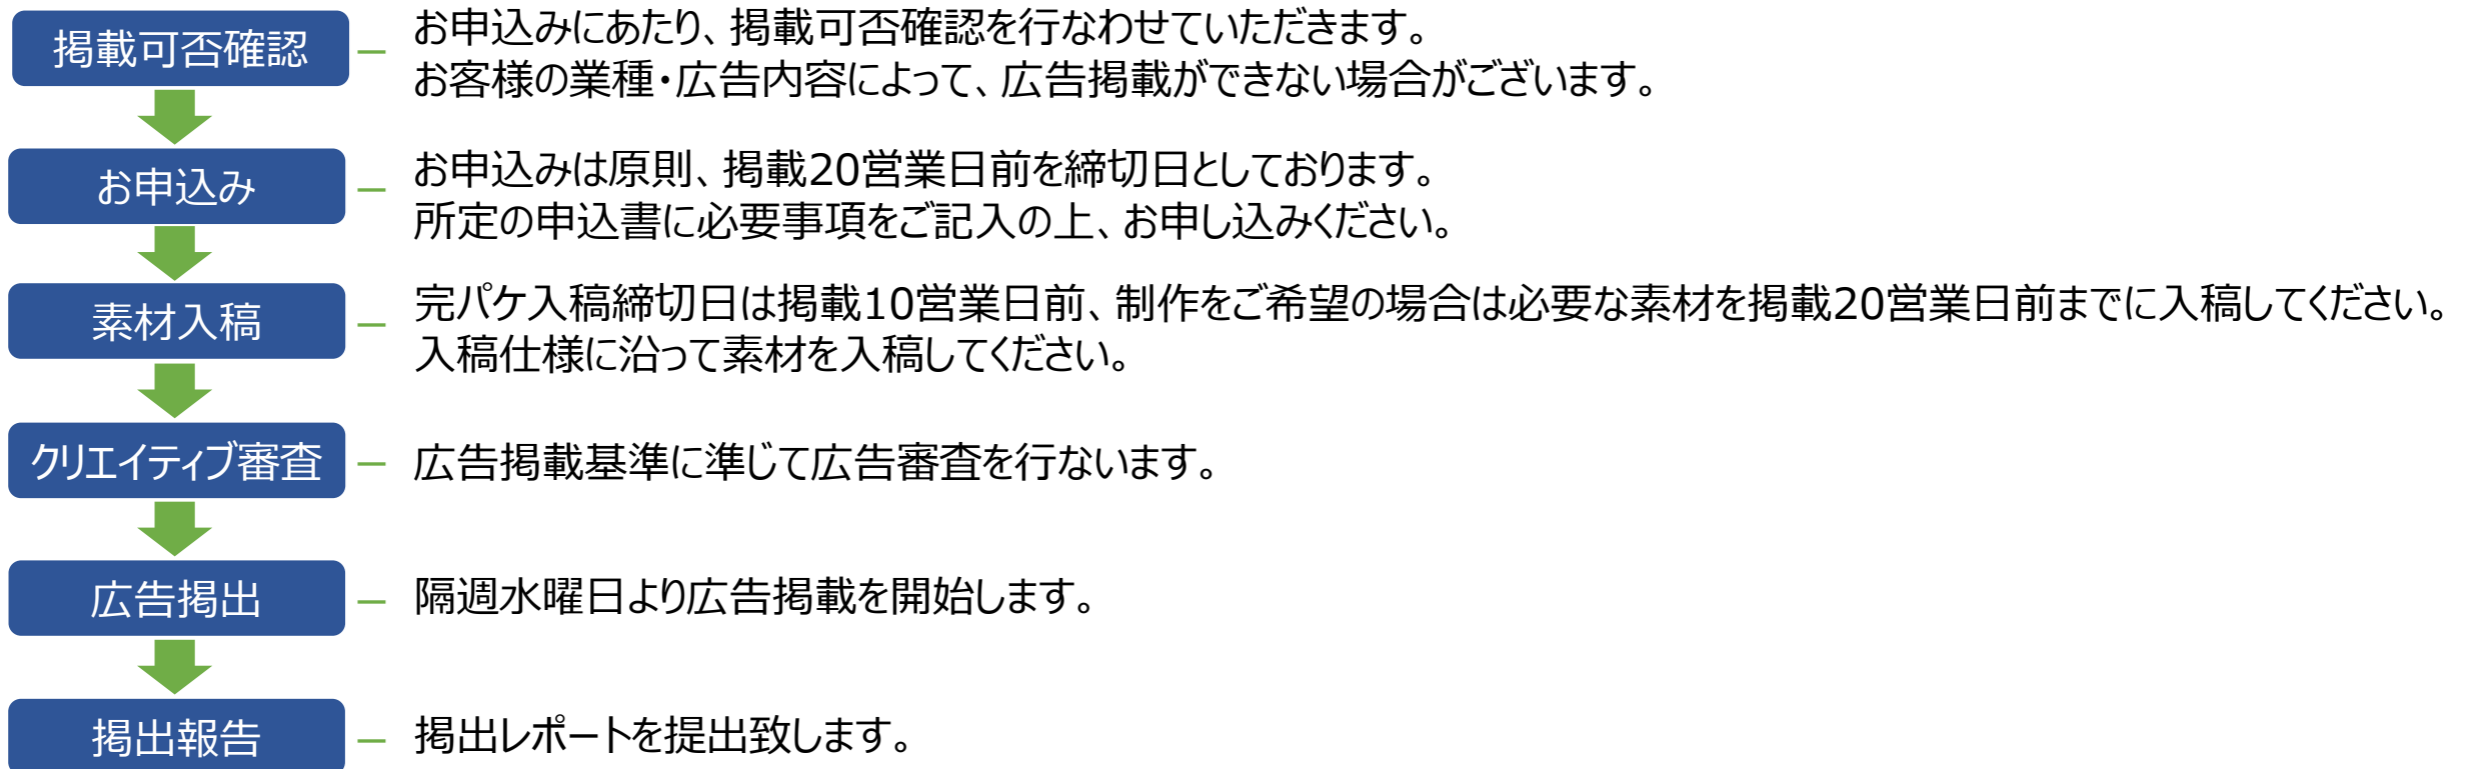 掲載可否確認
お申込みにあたり、掲載可否確認を行なわせていただきます。
お客様の業種・広告内容によって、広告掲載ができない場合がございます。
お申込み
お申込みは原則、掲載20営業日前を締切日としております。
所定の申込書に必要事項をご記入の上、お申し込みください。
素材入稿
完パケ入稿締切日は掲載10営業日前、制作をご希望の場合は必要な素材を掲載20営業日前までに入稿してください。
入稿仕様に沿って素材を入稿してください。
クリエイティブ審査
広告掲載基準に準じて広告審査を行ないます。
広告掲出
隔週水曜日より広告掲載を開始します。
掲出報告
掲出レポートを提出致します。